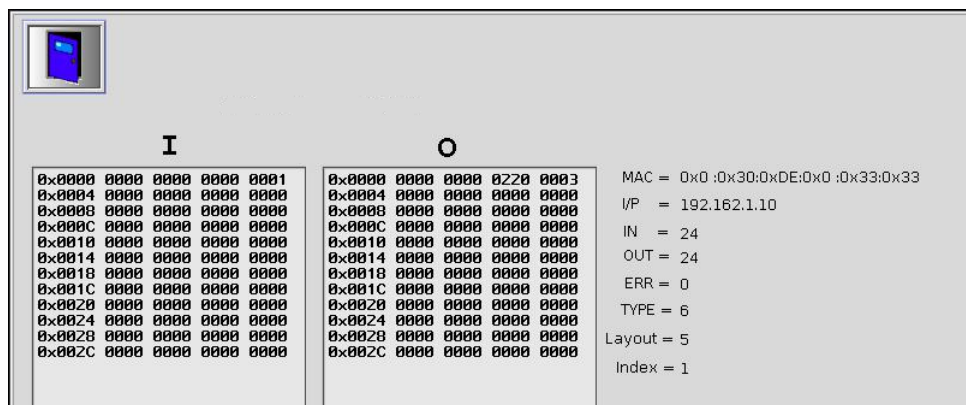 I
0x0000 0000 0000 0000 0001
0x0004 0000 0000 0000 0000
0x0008 0000 0000 0000 0000
0x000C 0000 0000 0000 0000
0x0010 0000 0000 0000 0000
0x0014 0000 0000 0000 0000
0x0018 0000 0000 0000 0000
0x001C 0000 0000 0000 0000
0x0020 0000 0000 0000 0000
0x0024 0000 0000 0000 0000
0x0028 0000 0000 0000 0000
0x002C 0000 0000 0000 0000
O
0x0000 0000 0000 0220 0003
0x0004 0000 0000 0000 0000
0x0008 0000 0000 0000 0000
0x000C 0000 0000 0000 0000
0x0010 0000 0000 0000 0000
0x0014 0000 0000 0000 0000
0x0018 0000 0000 0000 0000
0x001C 0000 0000 0000 0000
0x0020 0000 0000 0000 0000
0x0024 0000 0000 0000 0000
0x0028 0000 0000 0000 0000
0x002C 0000 0000 0000 0000
MAC = 0x0 :0x30:0xDE:0x0 :0x33:0x33
I/P = 192.162.1.10
IN = 24
OUT = 24
ERR = 0
TYPE = 6
Layout = 5
Index = 1